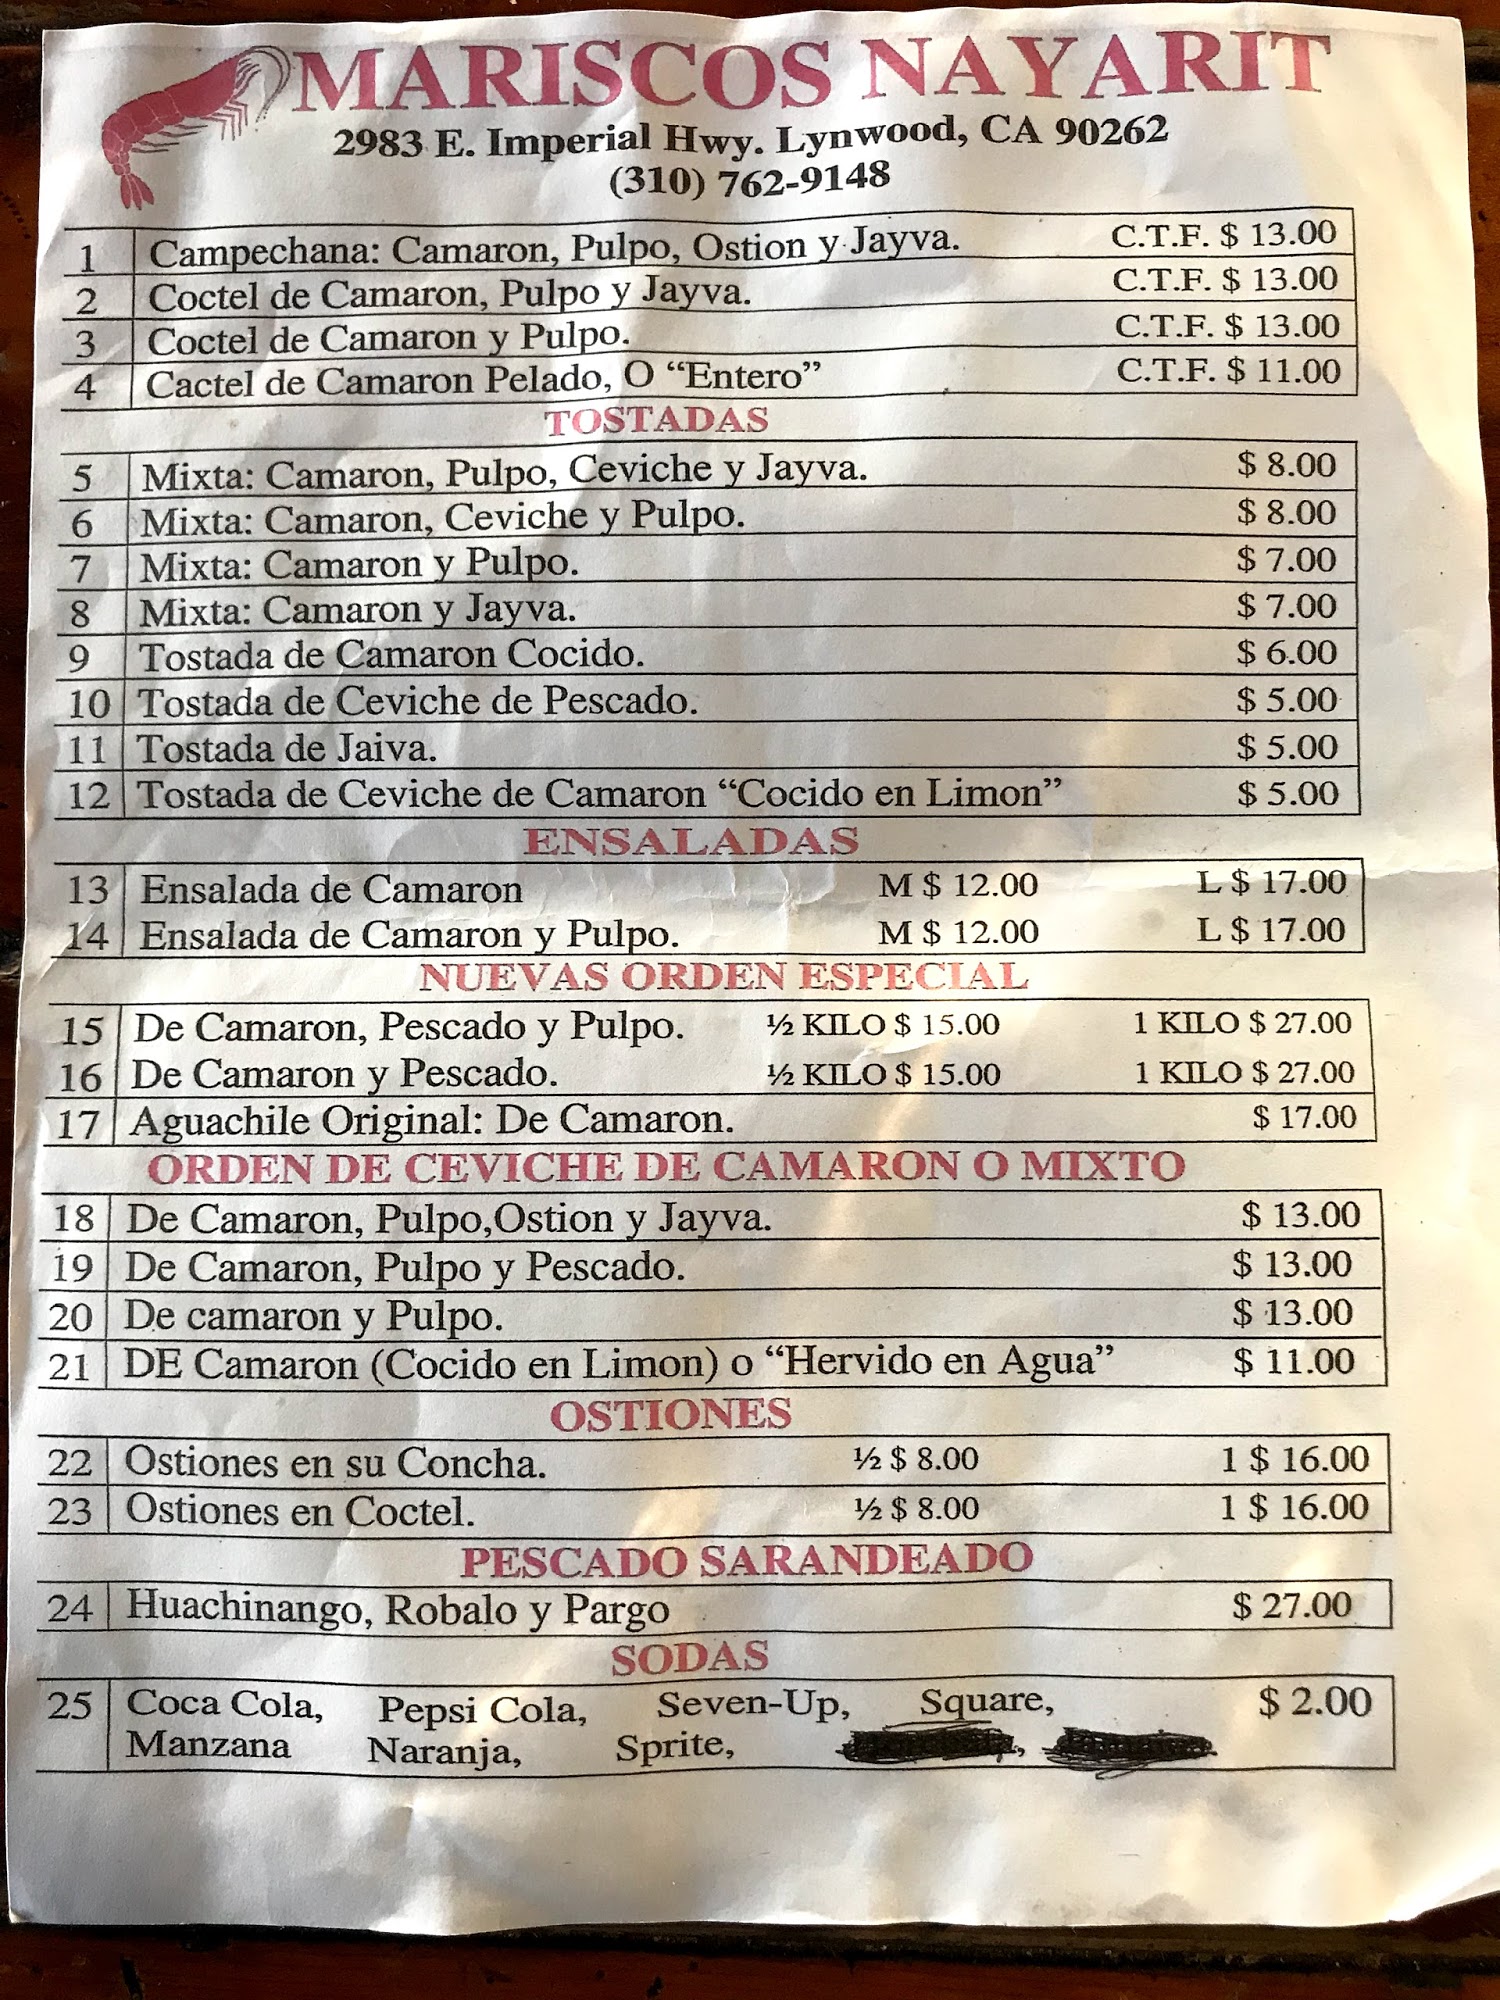 MARISCOS NAYARIT
2983 E. Imperial Hwy. Lynwood, CA 90262
(310) 762-9148
1 Campechana: Camaron, Pulpo, Ostion y Jayva. C.T.F. $ 13.00
2 Coctel de Camaron, Pulpo y Jayva. C.T.F. $ 13.00
3 Coctel de Camaron y Pulpo. C.T.F. $ 13.00
4 Cactel de Camaron Pelado, O “Entero” C.T.F. $ 11.00
TOSTADAS
5 Mixta: Camaron, Pulpo, Ceviche y Jayva. $ 8.00
6 Mixta: Camaron, Ceviche y Pulpo. $ 8.00
7 Mixta: Camaron y Pulpo. $ 7.00
8 Mixta: Camaron y Jayva. $ 7.00
9 Tostada de Camaron Cocido. $ 6.00
10 Tostada de Ceviche de Pescado. $ 5.00
11 Tostada de Jaiva. $ 5.00
12 Tostada de Ceviche de Camaron “Cocido en Limon” $ 5.00
ENSALADAS
13 Ensalada de Camaron M $ 12.00 L $ 17.00
14 Ensalada de Camaron y Pulpo. M $ 12.00 L $ 17.00
NUEVAS ORDEN ESPECIAL
15 De Camaron, Pescado y Pulpo. ½ KILO $ 15.00 1 KILO $ 27.00
16 De Camaron y Pescado. ½ KILO $ 15.00 1 KILO $ 27.00
17 Aguachile Original: De Camaron. $ 17.00
ORDEN DE CEVICHE DE CAMARON O MIXTO
18 De Camaron, Pulpo,Ostion y Jayva. $ 13.00
19 De Camaron, Pulpo y Pescado. $ 13.00
20 De camaron y Pulpo. $ 13.00
21 DE Camaron (Cocido en Limon) o “Hervido en Agua” $ 11.00
OSTIONES
22 Ostiones en su Concha. ½ $ 8.00 1 $ 16.00
23 Ostiones en Coctel. ½ $ 8.00 1 $ 16.00
PESCADO SARANDEADO
24 Huachinango, Robalo y Pargo $ 27.00
SODAS
25 Coca Cola, Pepsi Cola, Seven-Up, Square, $ 2.00
Manzana Naranja, Sprite,